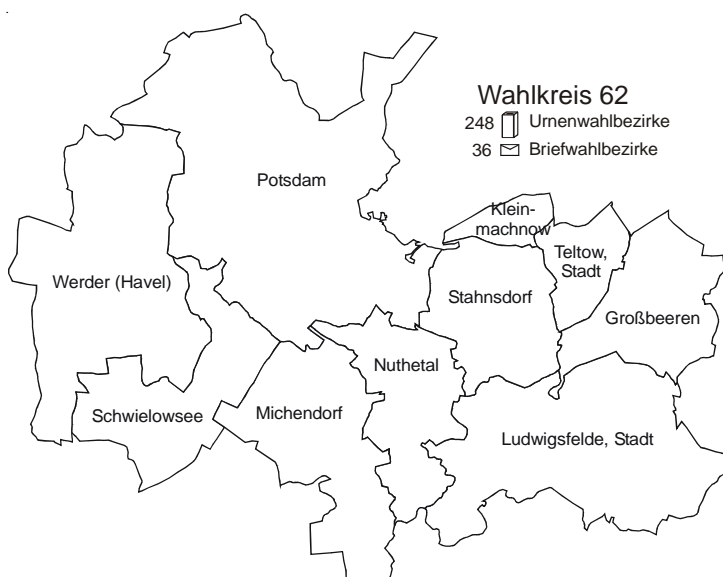 Wahlkreis 62
248 Urnenwahlbezirke
36 Briefwahlbezirke
Potsdam
Klein-
machnow
Teltow,
Stadt
Werder (Havel)
Stahnsdorf
Großbeeren
Nuthetal
Schwielowsee
Michendorf
Ludwigsfelde, Stadt